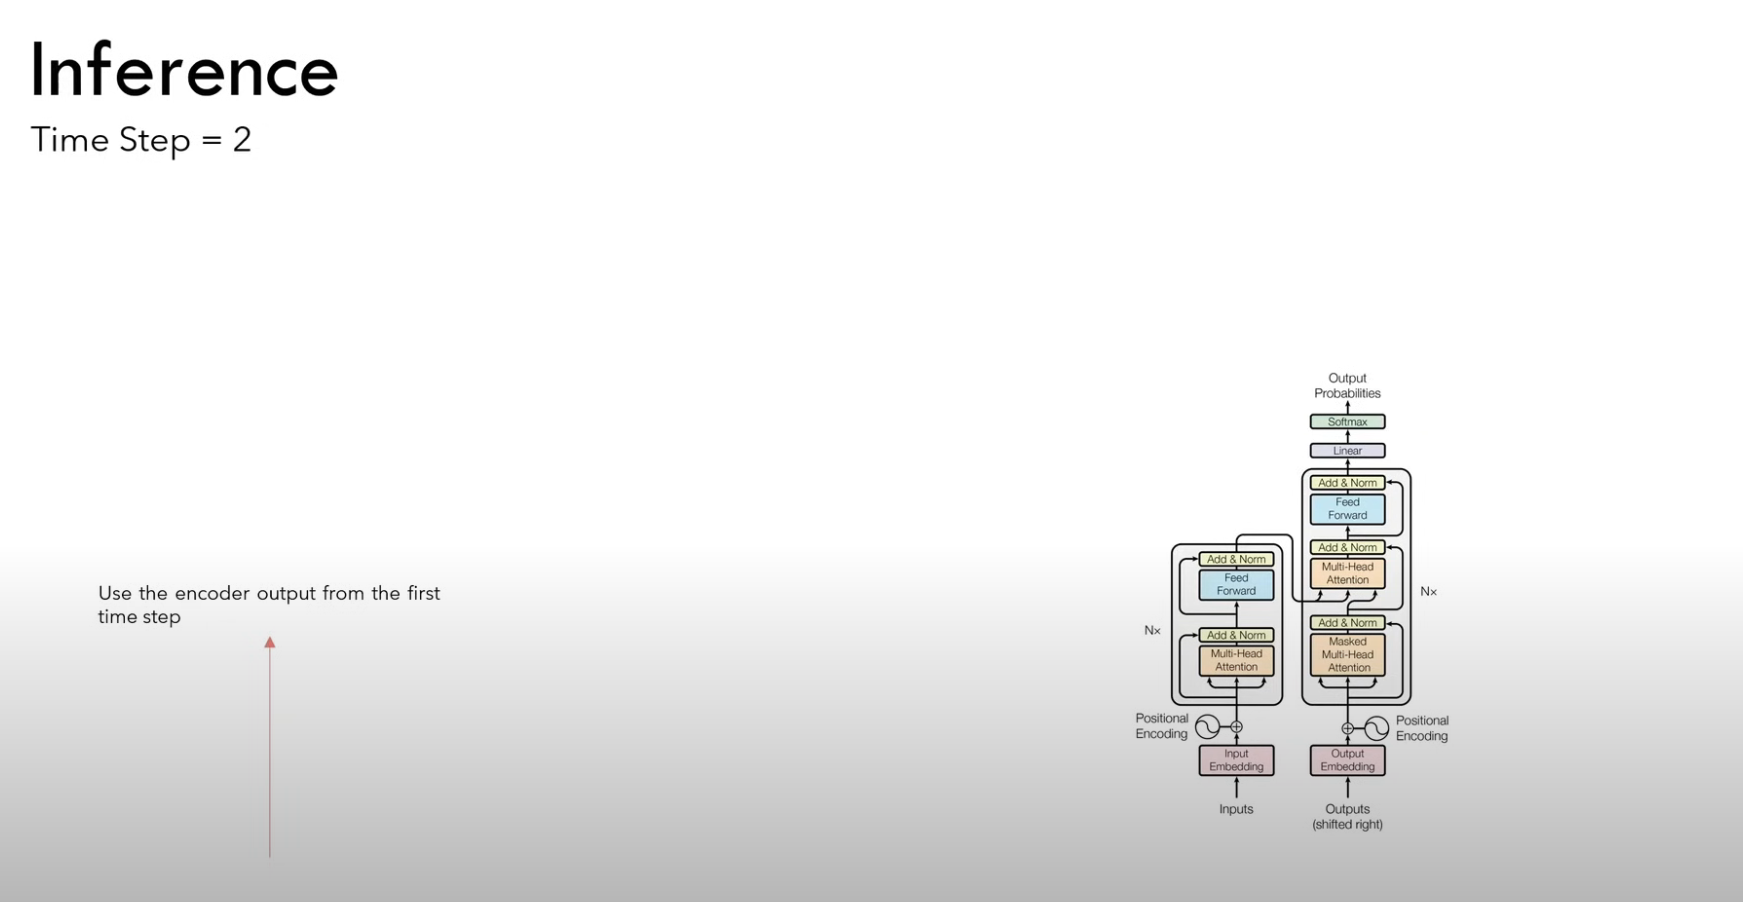 Inference
Time Step = 2
Use the encoder output from the first
time step
Output
Probabilities
Softmax
Linear
Add & Norm
Feed
Forward
Add & Norm
Multi-Head
Attention
N×
Add & Norm
Masked
Multi-Head
Attention
Add & Norm
Feed
Forward
N×
Add & Norm
Multi-Head
Attention
Positional
Encoding
Positional
Encoding
Input
Embedding
Output
Embedding
Inputs
Outputs
(shifted right)